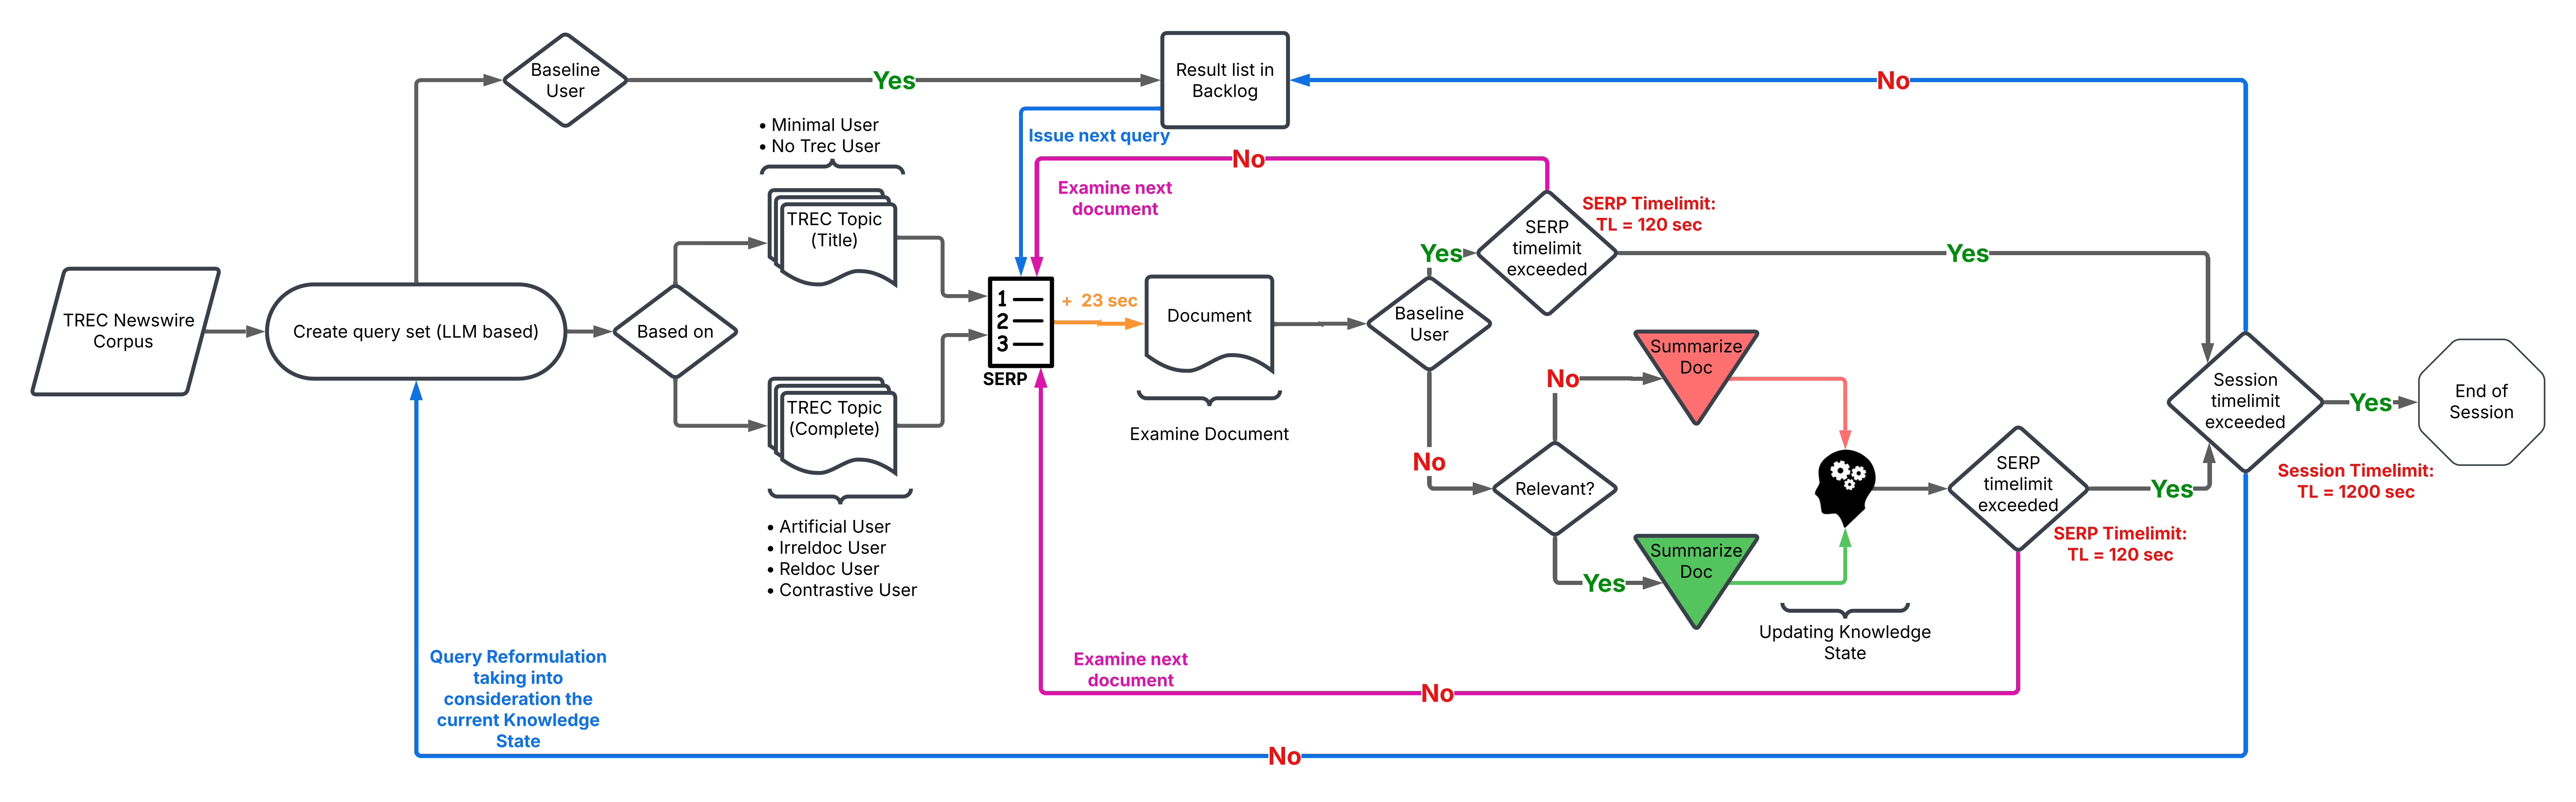 Baseline
User
Yes
Result list in
Backlog
No
• Minimal User
• No Trec User
Issue next query
No
Examine next
document
TREC Topic
(Title)
SERP Timelimit:
TL = 120 sec
SERP
timelimit
exceeded
Yes
Yes
TREC Newswire
Corpus
Create query set (LLM based)
Based on
1
2
3
SERP
+ 23 sec
Document
Examine Document
Baseline
User
No
TREC Topic
(Complete)
• Artificial User
• Irreldoc User
• Reldoc User
• Contrastive User
No
Summarize
Doc
Relevant?
Yes
Summarize
Doc
Updating Knowledge
State
SERP
timelimit
exceeded
Yes
SERP Timelimit:
TL = 120 sec
Session
timelimit
exceeded
Yes
End of
Session
Session Timelimit:
TL = 1200 sec
Examine next
document
No
Query Reformulation
taking into
consideration the
current Knowledge
State
No